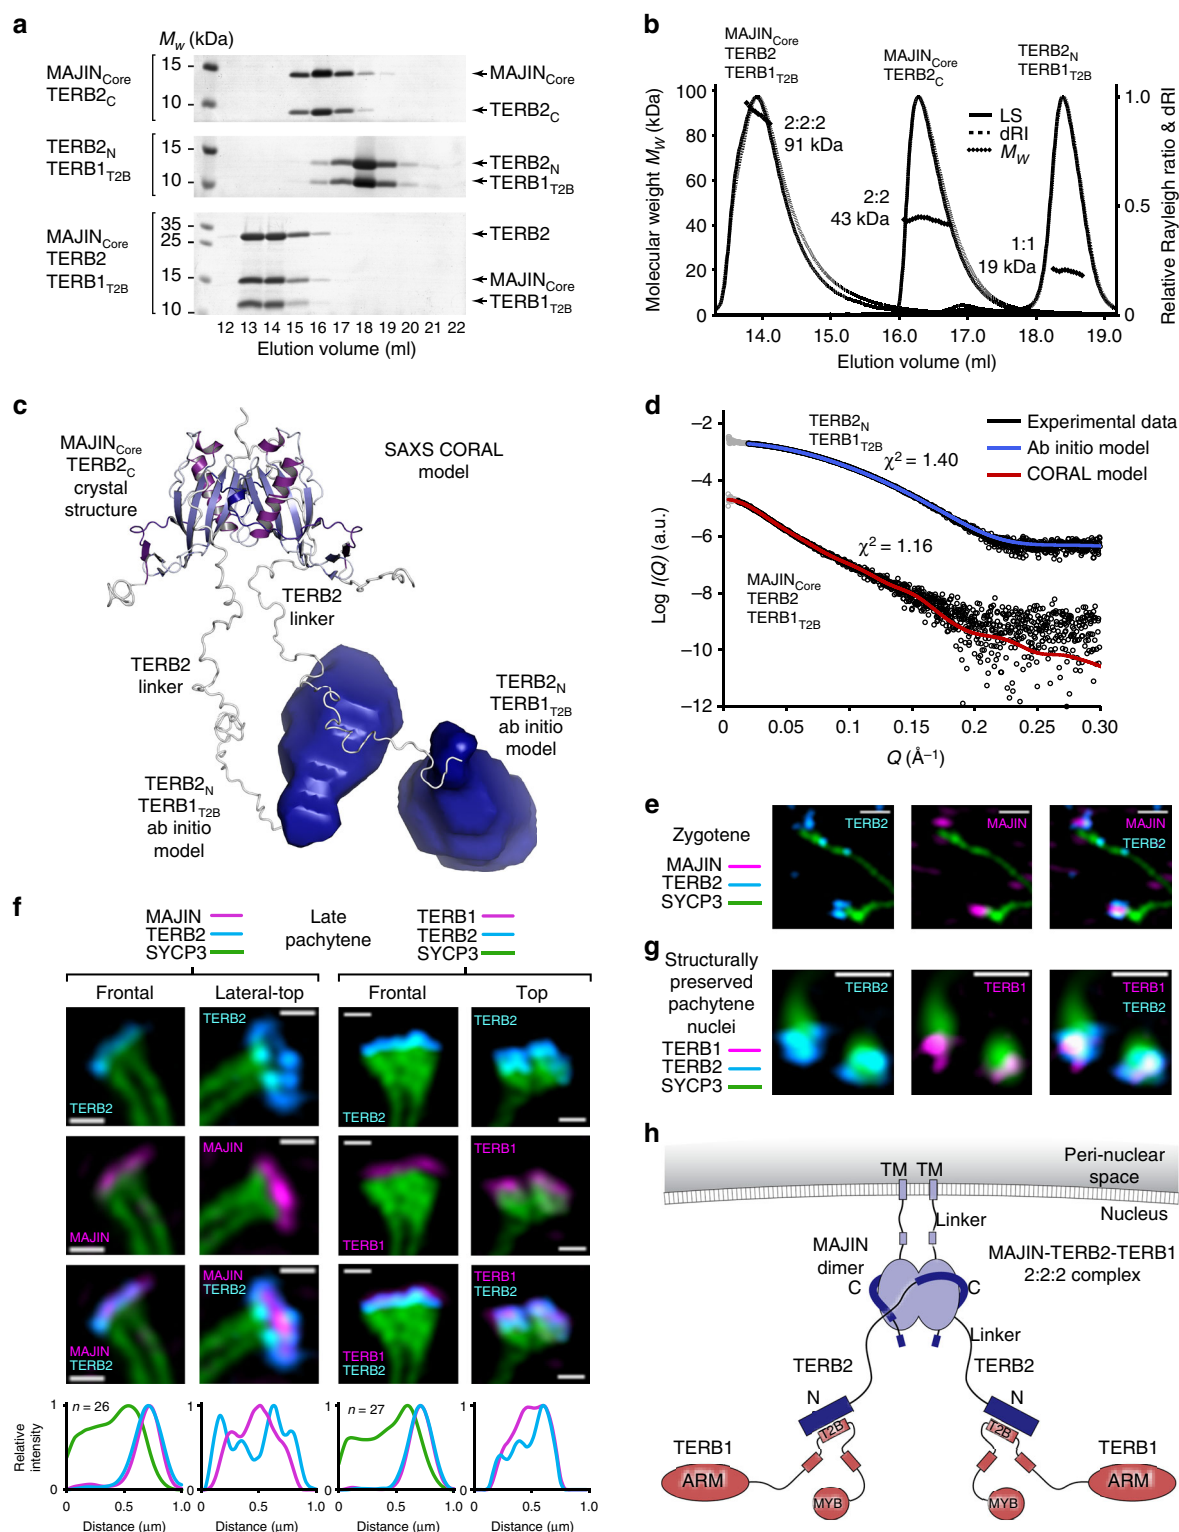 a
M_w (kDa)
MAJIN_Core
TERB2_C
15
10
MAJIN_Core
TERB2_C
TERB2_N
TERB1_T2B
15
10
TERB2_N
TERB1_T2B
MAJIN_Core
TERB2
TERB1_T2B
35
25
15
10
TERB2
MAJIN_Core
TERB1_T2B
12 13 14 15 16 17 18 19 20 21 22
Elution volume (ml)
b
MAJIN_Core
TERB2
TERB1_T2B
MAJIN_Core
TERB2_C
TERB2_N
TERB1_T2B
Molecular weight M_W (kDa)
100
80
60
40
20
0
LS
dRI
M_W
2:2:2
91 kDa
2:2
43 kDa
1:1
19 kDa
1.0
0.5
0
Relative Rayleigh ratio & dRI
14.0 15.0 16.0 17.0 18.0 19.0
Elution volume (ml)
c
MAJIN_Core
TERB2_C
crystal
structure
SAXS CORAL
model
TERB2
linker
TERB2
linker
TERB2_N
TERB1_T2B
ab initio
model
TERB2_N
TERB1_T2B
ab initio
model
d
Log I(Q) (a.u.)
−2
−4
−6
−8
−10
−12
TERB2_N
TERB1_T2B
χ² = 1.40
Experimental data
Ab initio model
CORAL model
χ² = 1.16
MAJIN_Core
TERB2
TERB1_T2B
0 0.05 0.1 0.15 0.20 0.25 0.30
Q (Å⁻¹)
e
Zygotene
MAJIN
TERB2
SYCP3
TERB2
MAJIN
MAJIN
TERB2
f
MAJIN
TERB2
SYCP3
Late
pachytene
TERB1
TERB2
SYCP3
Frontal
Lateral-top
Frontal
Top
TERB2
TERB2
TERB2
TERB2
MAJIN
MAJIN
TERB1
TERB1
MAJIN
TERB2
MAJIN
TERB2
TERB1
TERB2
TERB1
TERB2
Relative
intensity
1
0
n = 26
1
0
1
0
n = 27
1
0
0 0.5 1.0
0 0.5 1.0
0 0.5 1.0
0 0.5 1.0
Distance (μm)
Distance (μm)
Distance (μm)
Distance (μm)
g
Structurally
preserved
pachytene
nuclei
TERB1
TERB2
SYCP3
TERB2
TERB1
TERB1
TERB2
h
Peri-nuclear
space
TM TM
Nucleus
Linker
MAJIN
dimer
MAJIN-TERB2-TERB1
2:2:2 complex
C
C
Linker
TERB2
TERB2
N
N
T2B
T2B
TERB1
TERB1
ARM
ARM
MYB
MYB